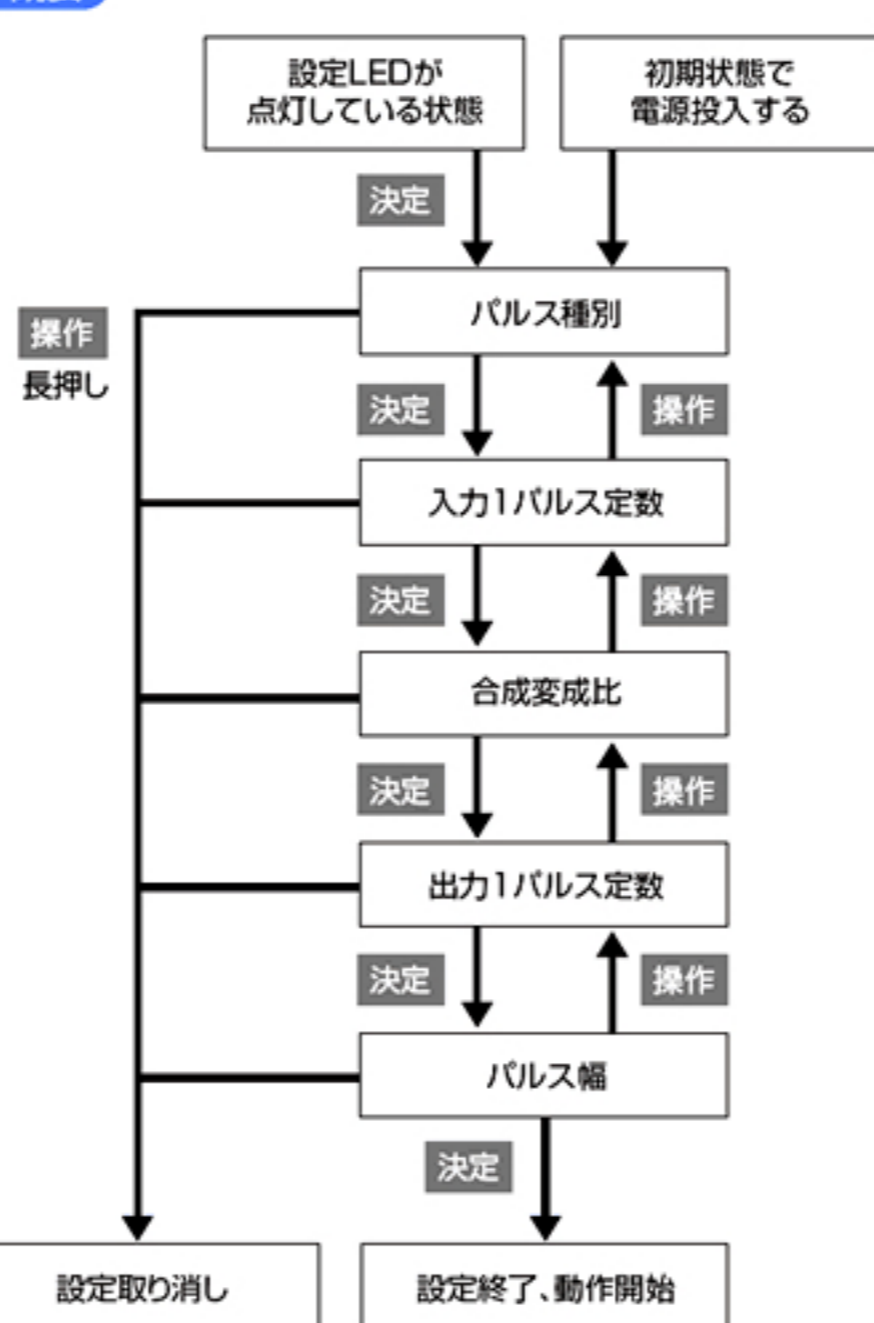 設定LEDが
点灯している状態
初期状態で
電源投入する
決定
パルス種別
操作
長押し
決定
操作
入力1パルス定数
決定
操作
合成変成比
決定
操作
出力1パルス定数
決定
操作
パルス幅
決定
設定取り消し
設定終了、動作開始